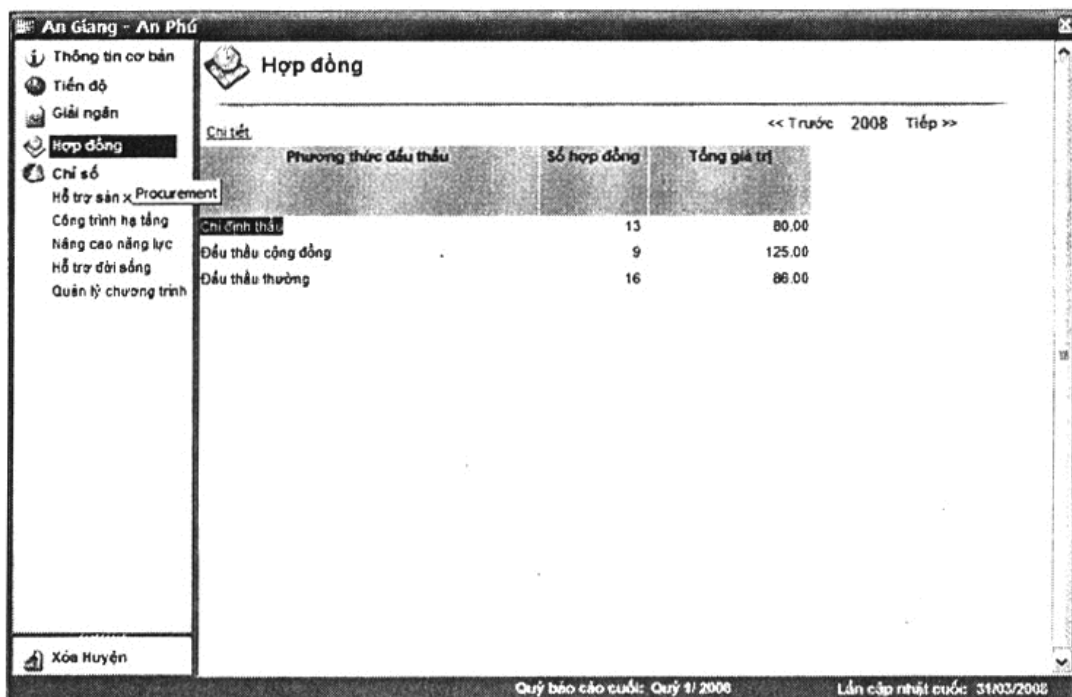 An Giang - An Phú
Thông tin cơ bản
Tiến độ
Giải ngân
Hợp đồng
Chỉ số
Hỗ trợ sản x
Procurement
Công trình hạ tầng
Nâng cao năng lực
Hỗ trợ đời sống
Quản lý chương trình
Xóa Huyện
Hợp đồng
<< Trước 2008 Tiếp >>
Chi tiết
Phương thức đấu thầu Số hợp đồng Tổng giá trị
Chỉ định thầu 13 80.00
Đấu thầu cộng đồng 9 125.00
Đấu thầu thường 16 86.00
Quý báo cáo cuối: Quý 1/ 2008 Lần cập nhật cuối: 31/03/2008